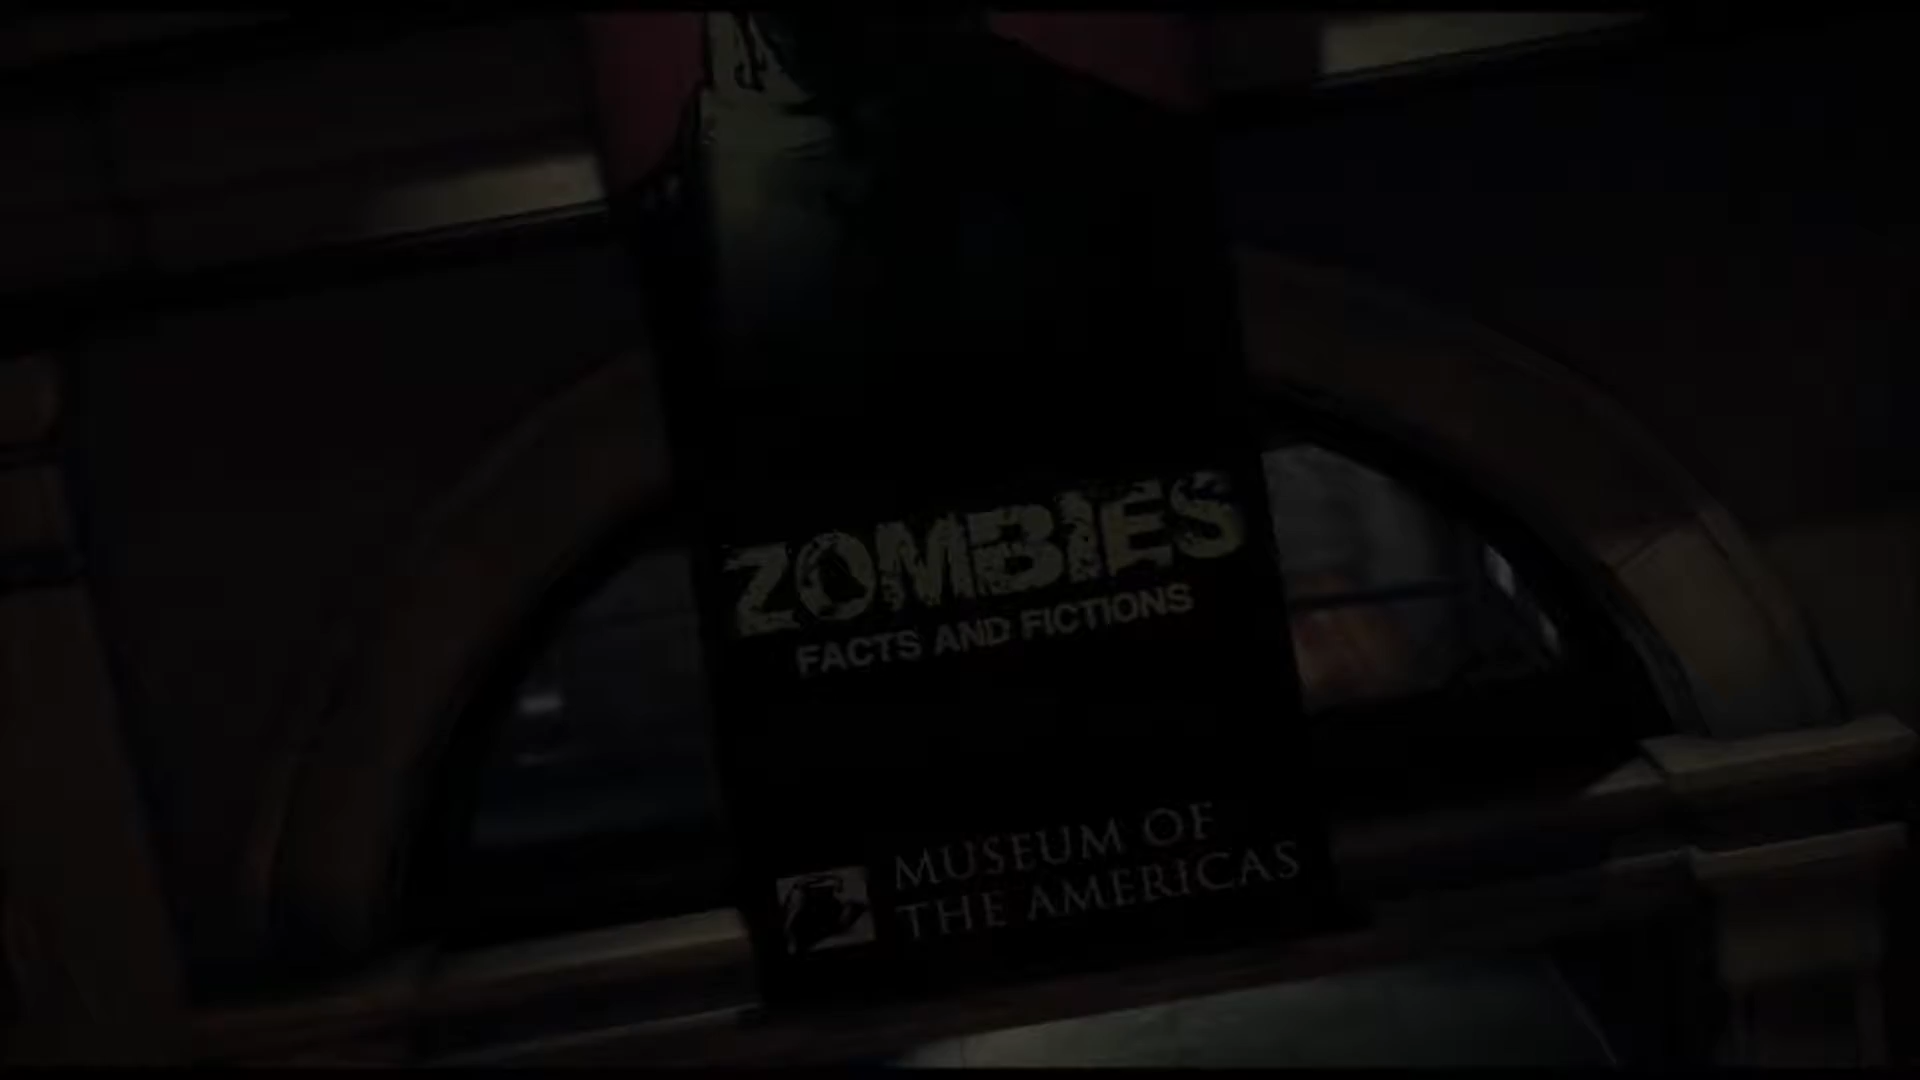 ZOMBIES
FACTS AND FICTIONS
MUSEUM OF
THE AMERICAS